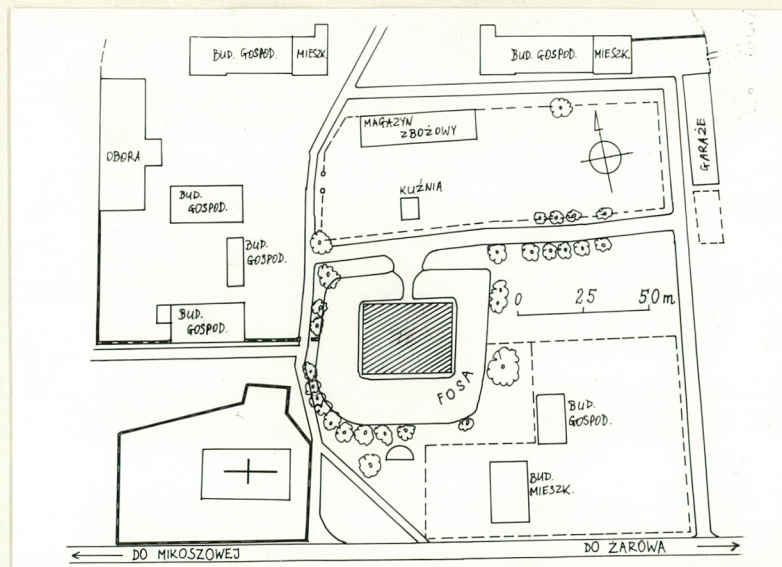 BUD. GOSPOD.
MIESZK.
BUD. GOSPOD.
MIESZK.
MAGAZYN
ZBOŻOWY
GARAŻE
OBORA
KUŹNIA
BUD.
GOSPOD.
BUD.
GOSPOD.
0 25 50 m
BUD.
GOSPOD.
FOSA
BUD.
GOSPOD.
BUD.
MIESZK.
DO MIKOSZOWEJ
DO ŻAROWA